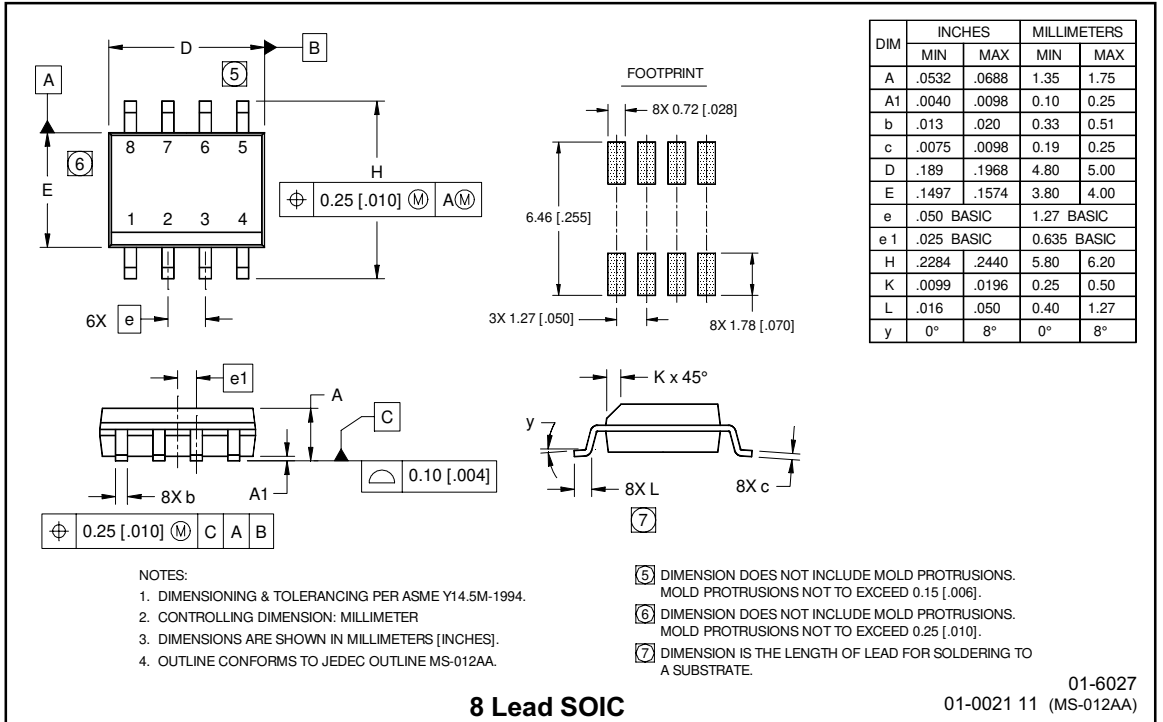 D
B
5
A
8 7 6 5
6
E
H
⌖ 0.25 [.010] Ⓜ A Ⓜ
1 2 3 4
6X e
FOOTPRINT
8X 0.72 [.028]
6.46 [.255]
3X 1.27 [.050]
8X 1.78 [.070]
DIM INCHES MILLIMETERS
MIN MAX MIN MAX
A .0532 .0688 1.35 1.75
A1 .0040 .0098 0.10 0.25
b .013 .020 0.33 0.51
c .0075 .0098 0.19 0.25
D .189 .1968 4.80 5.00
E .1497 .1574 3.80 4.00
e .050 BASIC 1.27 BASIC
e 1 .025 BASIC 0.635 BASIC
H .2284 .2440 5.80 6.20
K .0099 .0196 0.25 0.50
L .016 .050 0.40 1.27
y 0° 8° 0° 8°
e1
A
C
⌓ 0.10 [.004]
8X b
A1
⌖ 0.25 [.010] Ⓜ C A B
K x 45°
y
8X L
8X c
7
NOTES:
1. DIMENSIONING & TOLERANCING PER ASME Y14.5M-1994.
2. CONTROLLING DIMENSION: MILLIMETER
3. DIMENSIONS ARE SHOWN IN MILLIMETERS [INCHES].
4. OUTLINE CONFORMS TO JEDEC OUTLINE MS-012AA.
5 DIMENSION DOES NOT INCLUDE MOLD PROTRUSIONS.
MOLD PROTRUSIONS NOT TO EXCEED 0.15 [.006].
6 DIMENSION DOES NOT INCLUDE MOLD PROTRUSIONS.
MOLD PROTRUSIONS NOT TO EXCEED 0.25 [.010].
7 DIMENSION IS THE LENGTH OF LEAD FOR SOLDERING TO
A SUBSTRATE.
8 Lead SOIC
01-6027
01-0021 11 (MS-012AA)